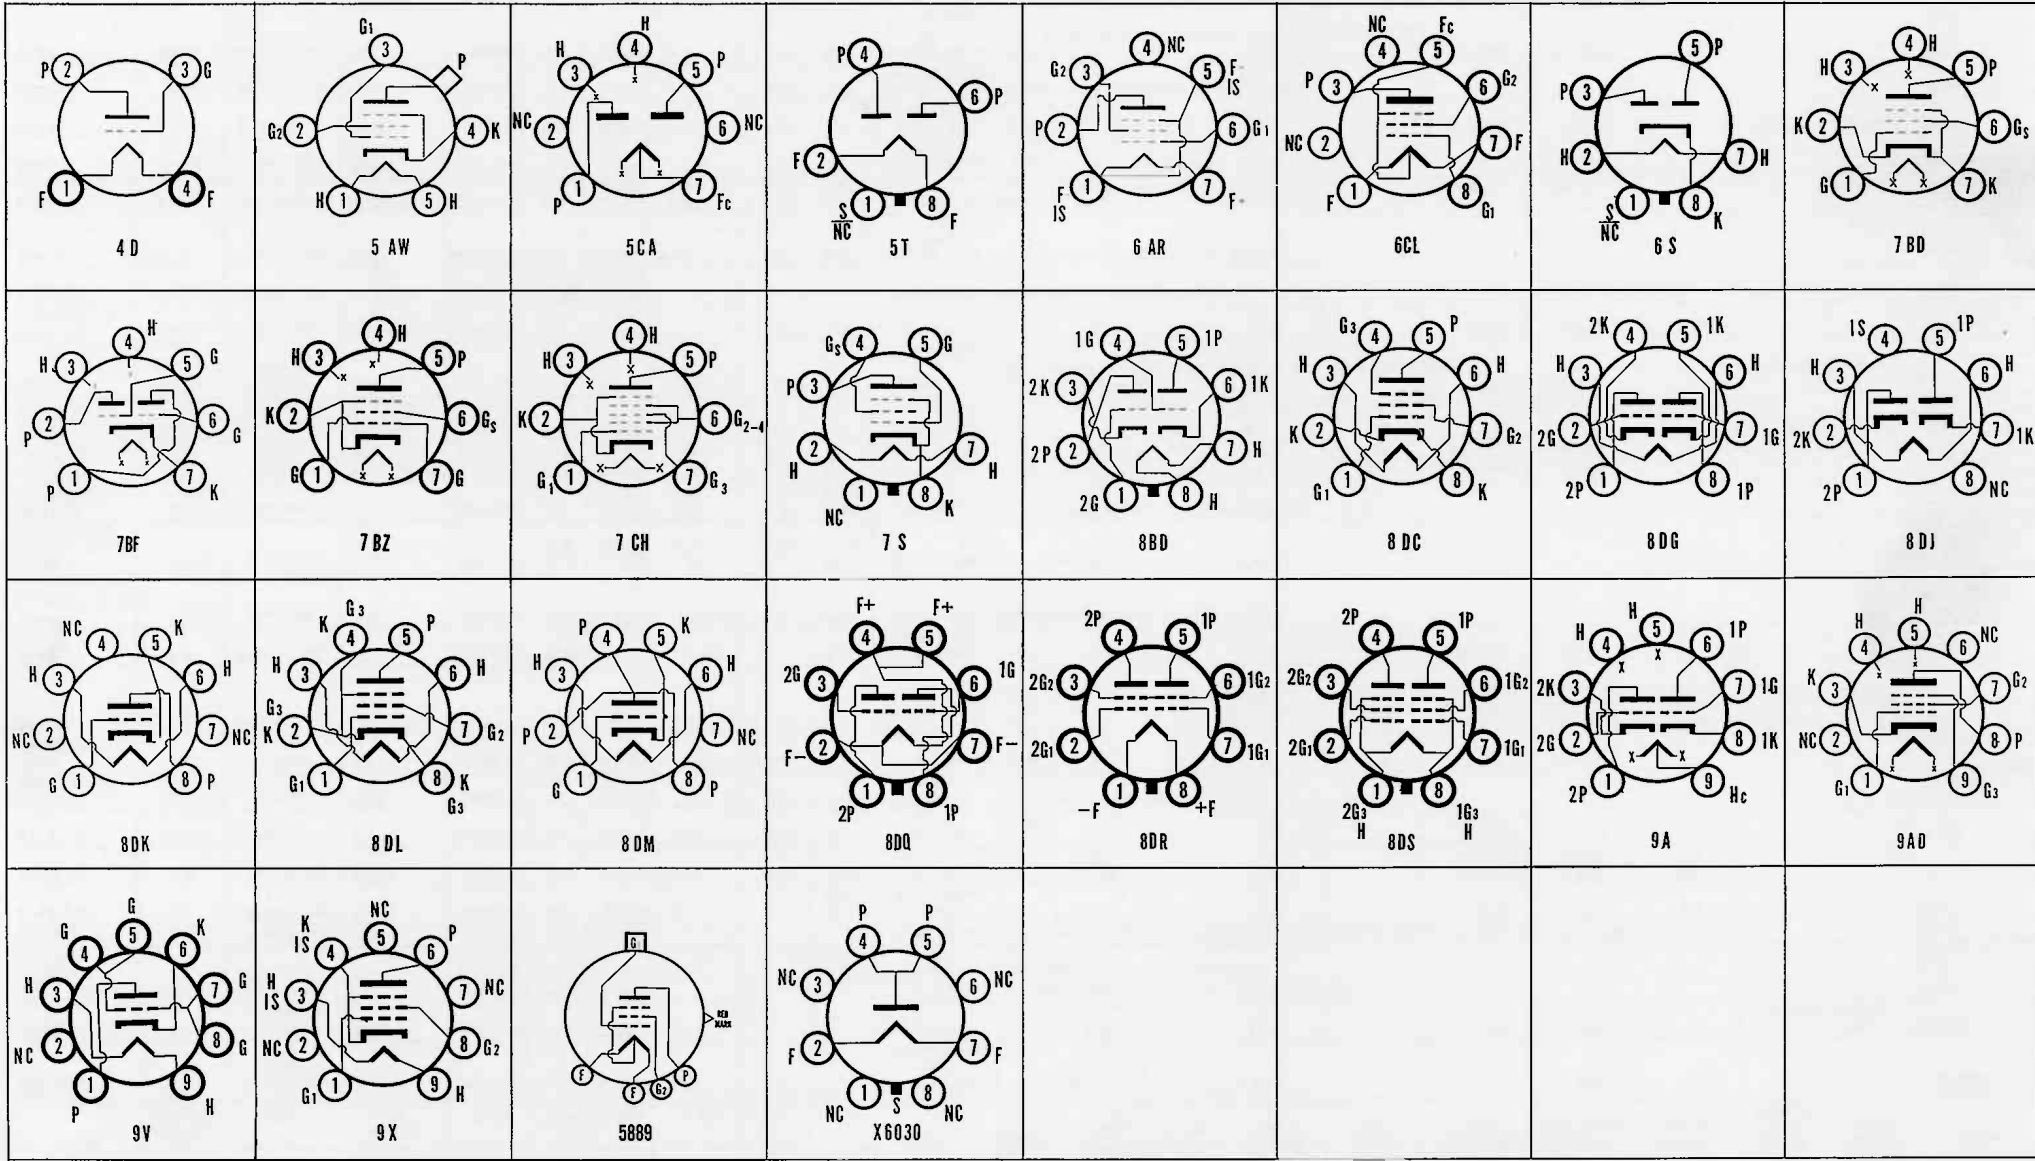 4 D
P 2 3 G
F 1 4 F
5 AW
G1 3 P
G2 2 4 K
H 1 5 H
5CA
H 3 H 4 5 P
NC 2 6 NC
P 1 7 Fc
5T
P 4 6 P
F 2
S/NC 1 8 F
6 AR
G2 3 4 NC 5 F IS
P 2 6 G1
F IS 1 7 F
6CL
NC 4 Fc 5
P 3 6 G2
NC 2 7 F
F 1 8 G1
6 S
5 P
P 3
H 2 7 H
S/NC 1 8 K
7 BD
H 3 4 H 5 P
K 2 6 Gs
G 1 7 K
7BF
H 3 H 4 5 G
P 2 6 G
P 1 7 K
7 BZ
H 3 4 H 5 P
K 2 6 Gs
G 1 7 G
7 CH
H 3 4 H 5 P
K 2 6 G2-4
G1 1 7 G3
7 S
Gs 4 5 G
P 3
H 2 7 H
NC 1 8 K
8BD
1G 4 5 1P
2K 3 6 1K
2P 2 7 H
2G 1 8 H
8 DC
G3 4 5 P
H 3 6 H
K 2 7 G2
G1 1 8 K
8 DG
2K 4 5 1K
H 3 6 H
2G 2 7 1G
2P 1 8 1P
8 DJ
IS 4 5 1P
H 3 6 H
2K 2 7 1K
2P 1 8 NC
8DK
NC 4 5 K
H 3 6 H
NC 2 7 NC
G 1 8 P
8 DL
G3 K 4 5 P
H 3 6 H
G3 K 2 7 G2
G1 1 8 K G3
8 DM
P 4 5 K
H 3 6 H
P 2 7 NC
G 1 8 P
8DQ
F+ 4 F+ 5
2G 3 6 1G
F- 2 7 F-
2P 1 8 1P
8DR
2P 4 5 1P
2G2 3 6 1G2
2G1 2 7 1G1
-F 1 8 +F
8DS
2P 4 5 1P
2G2 3 6 1G2
2G1 2 7 1G1
2G3 H 1 8 1G3 H
9A
H 4 H 5 6 1P
2K 3 7 1G
2G 2 8 1K
2P 1 9 Hc
9AD
H 4 H 5 6 NC
K 3 7 G2
NC 2 8 P
G1 1 9 G3
9V
G 4 G 5 6 K
H 3 7 G
NC 2 8 G
P 1 9 H
9 X
K IS 4 NC 5 6 P
H IS 3 7 NC
NC 2 8 G2
G1 1 9 H
5889
G
RED MARK
F F G2 P
X6030
P 4 P 5
NC 3 6 NC
F 2 7 F
NC 1 S 8 NC